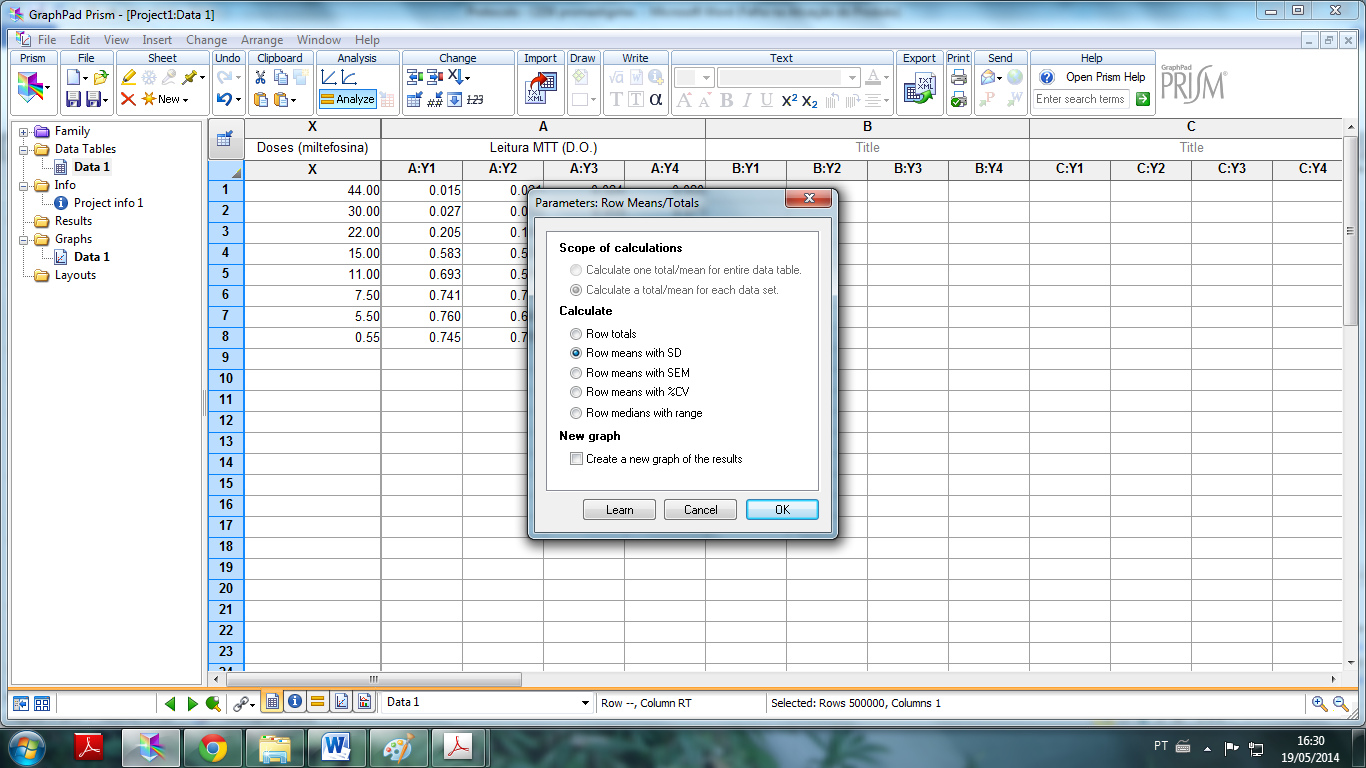 GraphPad Prism - [Project1:Data 1]
File Edit View Insert Change Arrange Window Help
Prism File Sheet Undo Clipboard Analysis Change Import Draw Write Text Export Print Send Help
New Analyze 123 α B I U X² X₂ TXT XML Open Prism Help
Enter search terms
GraphPad PRISM
Family
Data Tables
Data 1
Info
Project info 1
Results
Graphs
Data 1
Layouts
X A B C
Doses (miltefosina) Leitura MTT (D.O.) Title Title
X A:Y1 A:Y2 A:Y3 A:Y4 B:Y1 B:Y2 B:Y3 B:Y4 C:Y1 C:Y2 C:Y3 C:Y4
1 44.00 0.015
2 30.00 0.027
3 22.00 0.205
4 15.00 0.583
5 11.00 0.693
6 7.50 0.741
7 5.50 0.760
8 0.55 0.745
9
10
11
12
13
14
15
16
17
18
19
20
21
22
23
Parameters: Row Means/Totals
Scope of calculations
Calculate one total/mean for entire data table.
Calculate a total/mean for each data set.
Calculate
Row totals
Row means with SD
Row means with SEM
Row means with %CV
Row medians with range
New graph
Create a new graph of the results
Learn Cancel OK
Data 1 Row --, Column RT Selected: Rows 500000, Columns 1
PT 16:30
19/05/2014